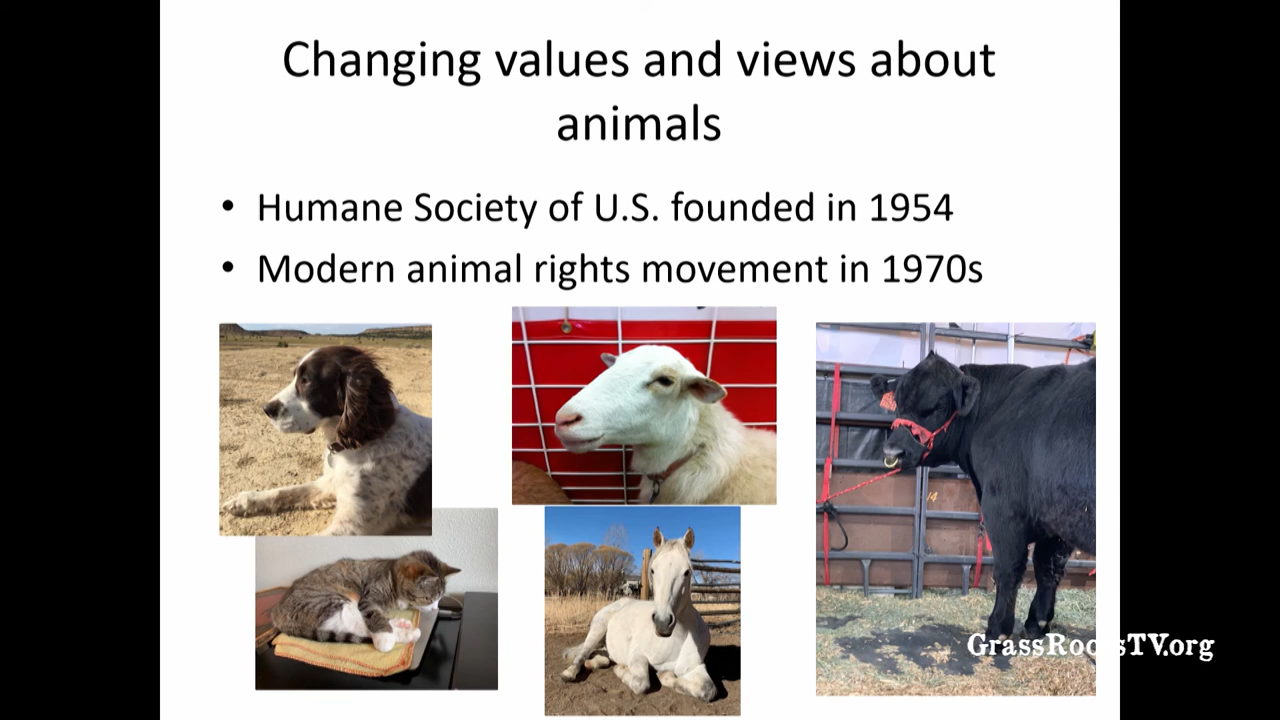 Changing values and views about
animals
• Humane Society of U.S. founded in 1954
• Modern animal rights movement in 1970s
14
GrassRootsTV.org